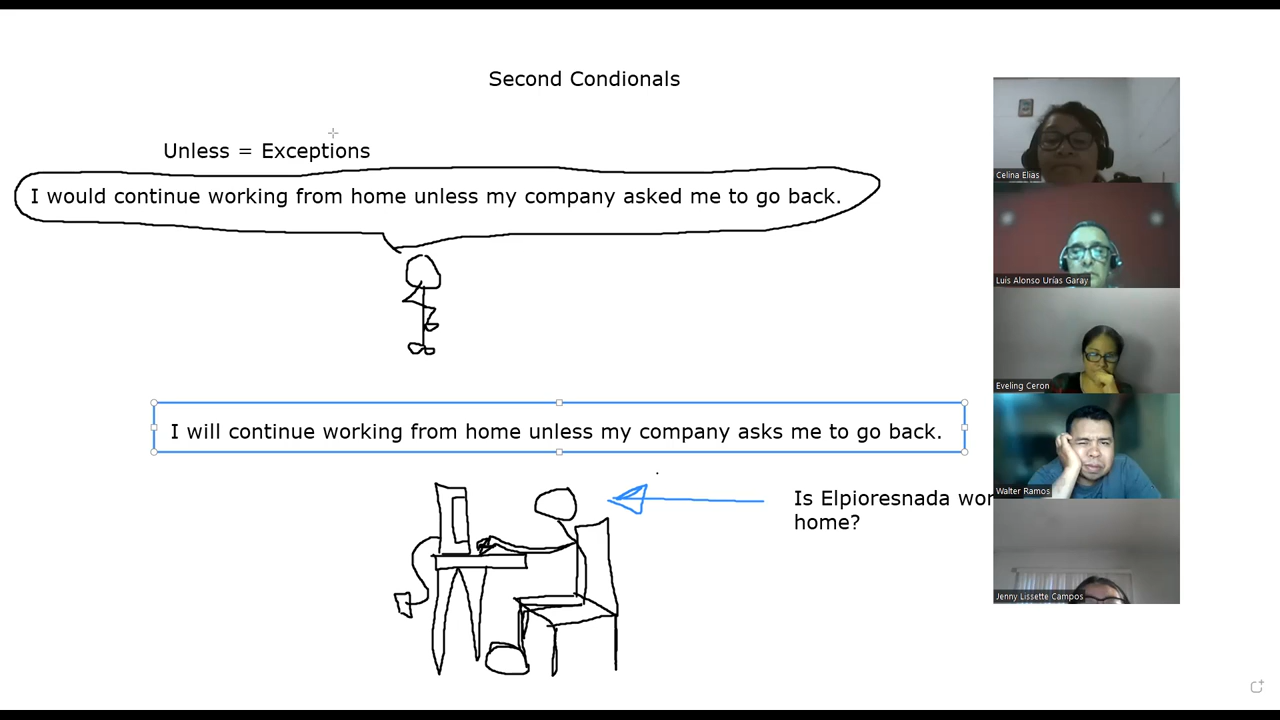 Second Condionals
Unless = Exceptions
I would continue working from home unless my company asked me to go back.
I will continue working from home unless my company asks me to go back.
Is Elpioresnada
home?
Celina Elias
Luis Alonso Urías Garay
Eveling Ceron
Walter Ramos
Jenny Lissette Campos